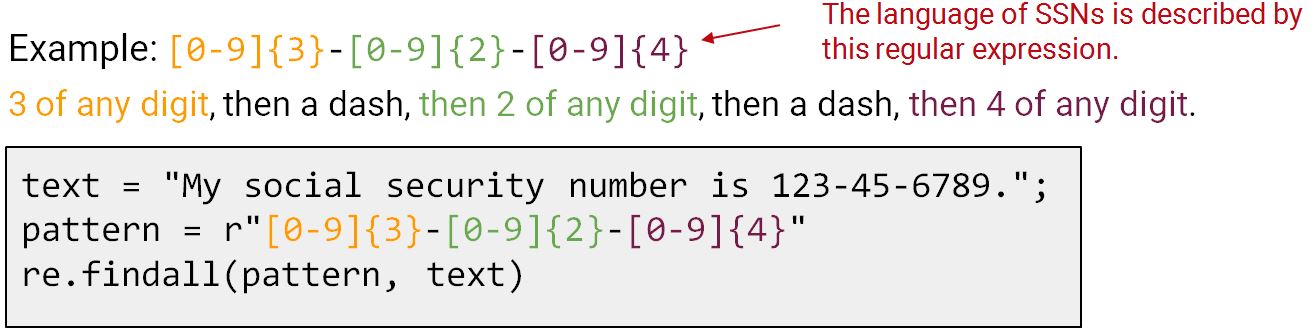 The language of SSNs is described by
this regular expression.
Example: [0-9]{3}-[0-9]{2}-[0-9]{4}
3 of any digit, then a dash, then 2 of any digit, then a dash, then 4 of any digit.
text = "My social security number is 123-45-6789.";
pattern = r"[0-9]{3}-[0-9]{2}-[0-9]{4}"
re.findall(pattern, text)